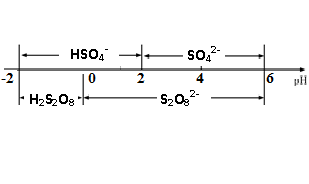 HSO₄⁻ SO₄²⁻
-2 0 2 4 6 pH
H₂S₂O₈ S₂O₈²⁻